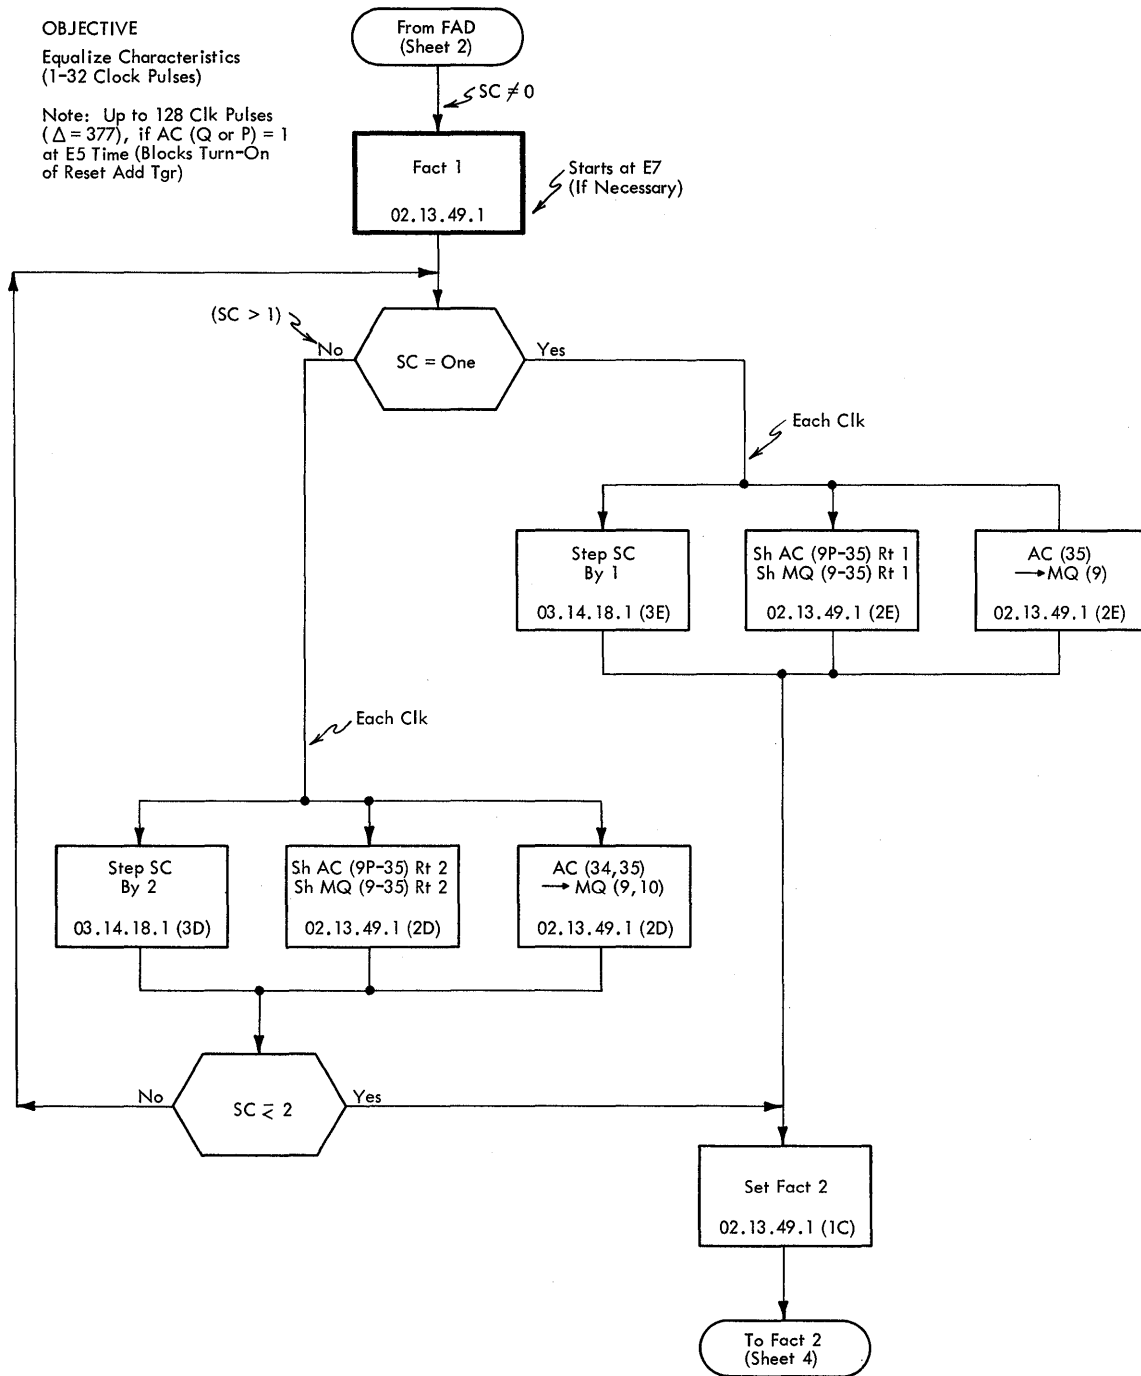 OBJECTIVE
Equalize Characteristics
(1-32 Clock Pulses)
Note: Up to 128 Clk Pulses
(Δ = 377), if AC (Q or P) = 1
at E5 Time (Blocks Turn-On
of Reset Add Tgr)
From FAD
(Sheet 2)
SC ≠ 0
Fact 1
02.13.49.1
Starts at E7
(If Necessary)
(SC > 1)
No
SC = One
Yes
Each Clk
Step SC
By 1
03.14.18.1 (3E)
Sh AC (9P-35) Rt 1
Sh MQ (9-35) Rt 1
02.13.49.1 (2E)
AC (35)
→ MQ (9)
02.13.49.1 (2E)
Each Clk
Step SC
By 2
03.14.18.1 (3D)
Sh AC (9P-35) Rt 2
Sh MQ (9-35) Rt 2
02.13.49.1 (2D)
AC (34,35)
→ MQ (9,10)
02.13.49.1 (2D)
No
SC ≤ 2
Yes
Set Fact 2
02.13.49.1 (1C)
To Fact 2
(Sheet 4)